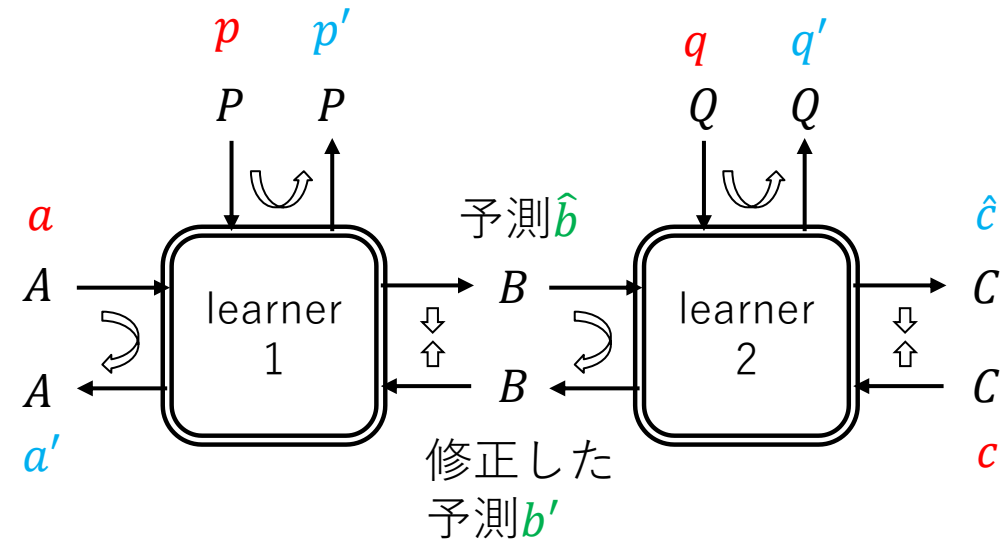 p p′ q q′
P P Q Q
a 予測b̂ ĉ
A learner 1 B learner 2 C
A B C
a′ 修正した c
予測b′